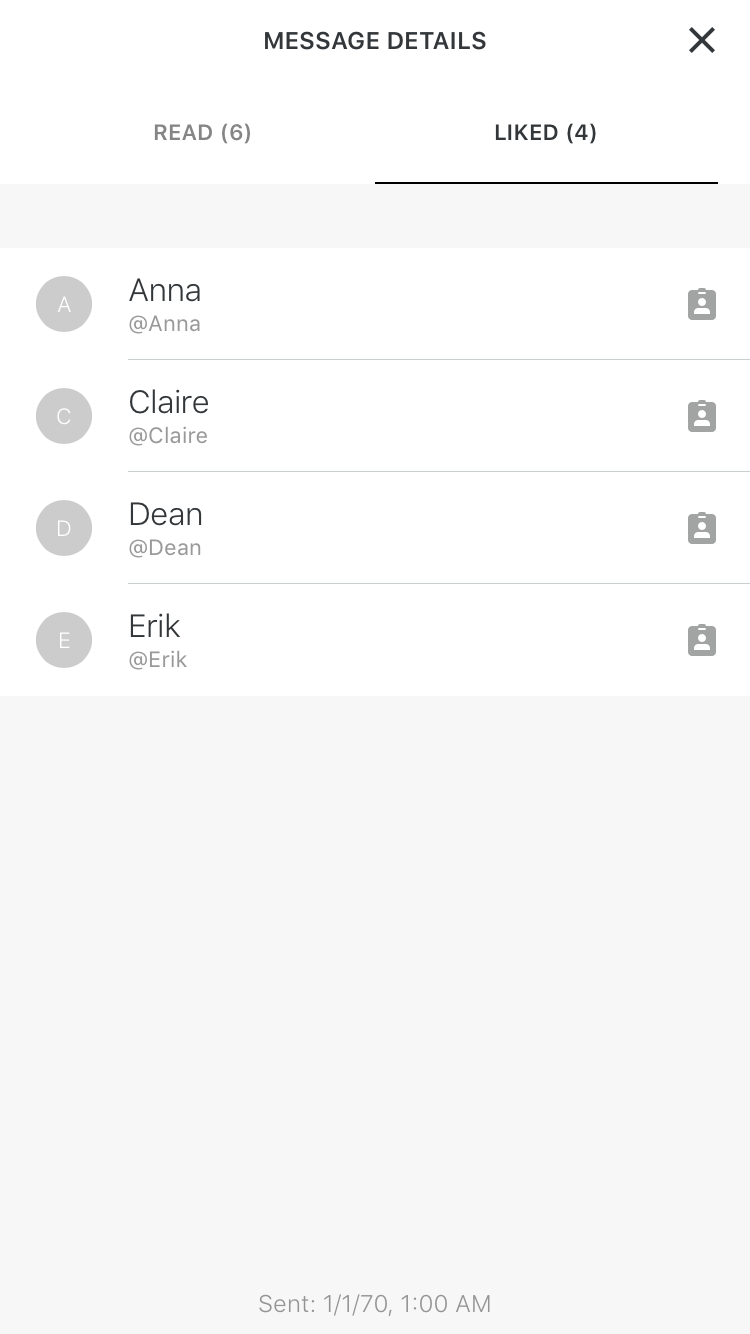 MESSAGE DETAILS
READ (6)
LIKED (4)
A
Anna
@Anna
C
Claire
@Claire
D
Dean
@Dean
E
Erik
@Erik
Sent: 1/1/70, 1:00 AM